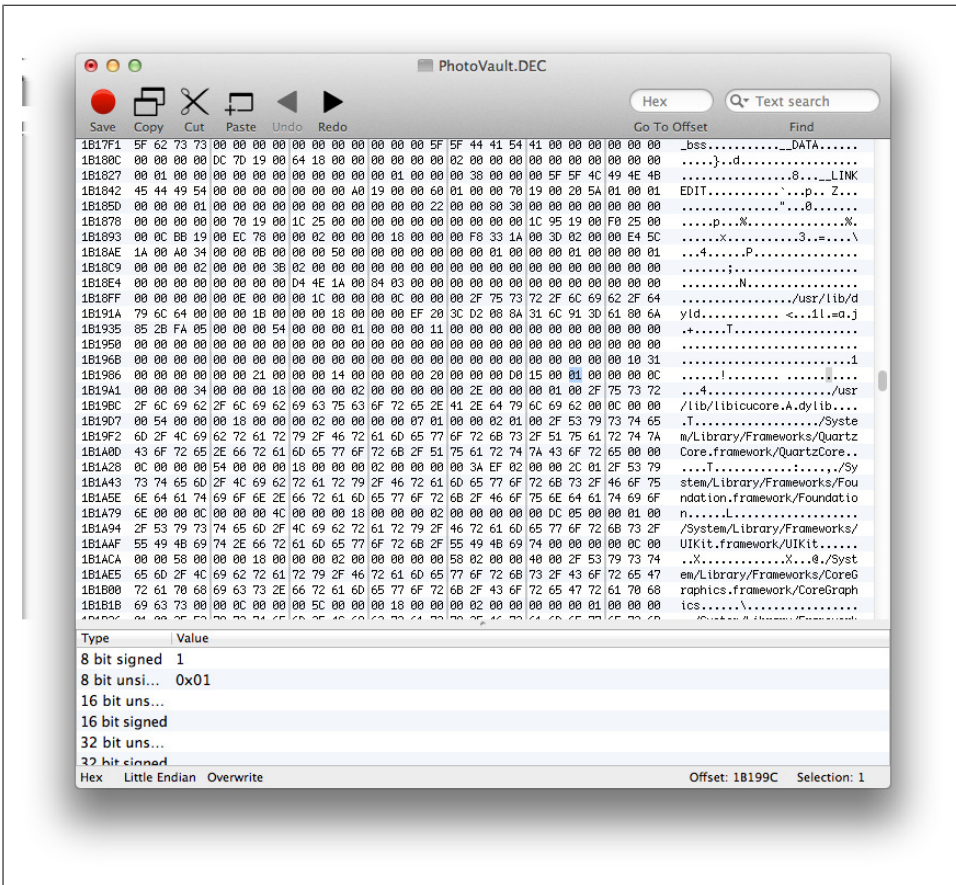 PhotoVault.DEC
Hex Text search
Save Copy Cut Paste Undo Redo Go To Offset Find
1B17F1 5F 62 73 73 00 00 00 00 00 00 00 00 00 00 5F 5F 44 41 54 41 00 00 00 00 00 00 _bss..........__DATA......
1B180C 00 00 00 00 DC 7D 19 00 64 18 00 00 00 00 00 00 02 00 00 00 00 00 00 00 00 00 .....}..d.................
1B1827 00 01 00 00 00 00 00 00 00 00 00 01 00 00 00 38 00 00 00 5F 5F 4C 49 4E 4B ................8...__LINK
1B1842 45 44 49 54 00 00 00 00 00 00 00 A0 19 00 00 60 01 00 00 70 19 00 20 5A 01 00 01 EDIT...........`...p.. Z...
1B185D 00 00 00 01 00 00 00 00 00 00 00 00 00 00 00 22 00 00 80 30 00 00 00 00 00 00 ..............."...0.......
1B1878 00 00 00 00 00 70 19 00 1C 25 00 00 00 00 00 00 00 00 00 00 1C 95 19 00 F0 25 00 .....p...%...............%.
1B1893 00 0C BB 19 00 EC 78 00 00 02 00 00 00 18 00 00 00 F8 33 1A 00 3D 02 00 00 E4 5C ......x...........3..=....\
1B18AE 1A 00 A0 34 00 00 0B 00 00 00 50 00 00 00 00 00 00 00 01 00 00 00 01 00 00 01 ...4......P................
1B18C9 00 00 00 02 00 00 00 3B 02 00 00 00 00 00 00 00 00 00 00 00 00 00 00 00 00 00 .......;...................
1B18E4 00 00 00 00 00 00 00 00 00 D4 4E 1A 00 84 03 00 00 00 00 00 00 00 00 00 00 00 ..........N................
1B18FF 00 00 00 00 00 0E 00 00 00 1C 00 00 00 0C 00 00 00 2F 75 73 72 2F 6C 69 62 2F 64 ................./usr/lib/d
1B191A 79 6C 64 00 00 00 00 1B 00 00 00 18 00 00 00 EF 20 3C D2 08 8A 31 6C 91 3D 61 80 6A yld............ <...1l.=a.j
1B1935 85 2B FA 05 00 00 00 54 00 00 00 01 00 00 00 11 00 00 00 00 00 00 00 00 00 00 .+.....T...................
1B1950 00 00 00 00 00 00 00 00 00 00 00 00 00 00 00 00 00 00 00 00 00 00 00 00 00 00 ...........................
1B196B 00 00 00 00 00 00 00 00 00 00 00 00 00 00 00 00 00 00 00 00 00 00 00 00 10 31 ..........................1
1B1986 00 00 00 00 00 00 21 00 00 00 14 00 00 00 00 20 00 00 00 D0 15 00 01 00 00 00 0C ......!........ ...........
1B19A1 00 00 00 34 00 00 00 18 00 00 00 02 00 00 00 00 00 2E 00 00 00 01 00 2F 75 73 72 ...4.................../usr
1B19BC 2F 6C 69 62 2F 6C 69 62 69 63 75 63 6F 72 65 2E 41 2E 64 79 6C 69 62 00 0C 00 00 /lib/libicucore.A.dylib....
1B19D7 00 54 00 00 00 18 00 00 00 02 00 00 00 00 07 01 00 00 02 01 00 2F 53 79 73 74 65 .T.................../Syste
1B19F2 6D 2F 4C 69 62 72 61 72 79 2F 46 72 61 6D 65 77 6F 72 6B 73 2F 51 75 61 72 74 7A m/Library/Frameworks/Quartz
1B1A0D 43 6F 72 65 2E 66 72 61 6D 65 77 6F 72 6B 2F 51 75 61 72 74 7A 43 6F 72 65 00 00 Core.framework/QuartzCore..
1B1A28 0C 00 00 00 54 00 00 00 18 00 00 00 02 00 00 00 00 3A EF 02 00 00 2C 01 2F 53 79 ....T............:....,./Sy
1B1A43 73 74 65 6D 2F 4C 69 62 72 61 72 79 2F 46 72 61 6D 65 77 6F 72 6B 73 2F 46 6F 75 stem/Library/Frameworks/Fou
1B1A5E 6E 64 61 74 69 6F 6E 2E 66 72 61 6D 65 77 6F 72 6B 2F 46 6F 75 6E 64 61 74 69 6F ndation.framework/Foundatio
1B1A79 6E 00 00 0C 00 00 00 4C 00 00 00 18 00 00 00 02 00 00 00 00 00 DC 05 00 00 01 00 n......L...................
1B1A94 2F 53 79 73 74 65 6D 2F 4C 69 62 72 61 72 79 2F 46 72 61 6D 65 77 6F 72 6B 73 2F /System/Library/Frameworks/
1B1AAF 55 49 4B 69 74 2E 66 72 61 6D 65 77 6F 72 6B 2F 55 49 4B 69 74 00 00 00 00 0C 00 UIKit.framework/UIKit......
1B1ACA 00 00 58 00 00 00 18 00 00 00 02 00 00 00 00 00 58 02 00 00 40 00 2F 53 79 73 74 ..X.............X...@./Syst
1B1AE5 65 6D 2F 4C 69 62 72 61 72 79 2F 46 72 61 6D 65 77 6F 72 6B 73 2F 43 6F 72 65 47 em/Library/Frameworks/CoreG
1B1B00 72 61 70 68 69 63 73 2E 66 72 61 6D 65 77 6F 72 6B 2F 43 6F 72 65 47 72 61 70 68 raphics.framework/CoreGraph
1B1B1B 69 63 73 00 00 0C 00 00 00 5C 00 00 00 18 00 00 00 02 00 00 00 00 00 01 00 00 00 ics......\.................
Type Value
8 bit signed 1
8 bit unsi... 0x01
16 bit uns...
16 bit signed
32 bit uns...
32 bit signed
Hex Little Endian Overwrite Offset: 1B199C Selection: 1